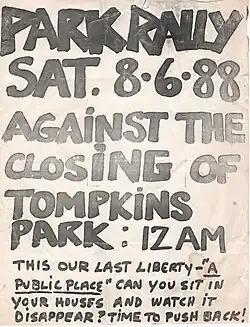 PARK RALLY
SAT. 8·6·88
AGAINST THE
CLOSING OF
TOMPKINS
PARK: 12AM
THIS OUR LAST LIBERTY-"A
PUBLIC PLACE" CAN YOU SIT IN
YOUR HOUSES AND WATCH IT
DISAPPEAR? TIME TO PUSH BACK!